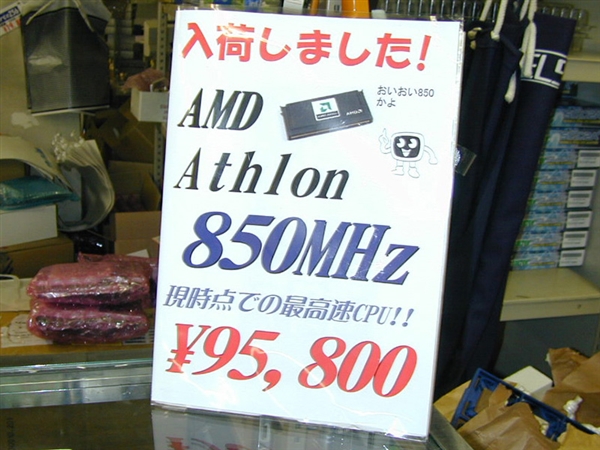 入荷しました!
AMD
おいおい850
かよ
Athlon
850MHz
現時点での最高速CPU!!
¥95,800